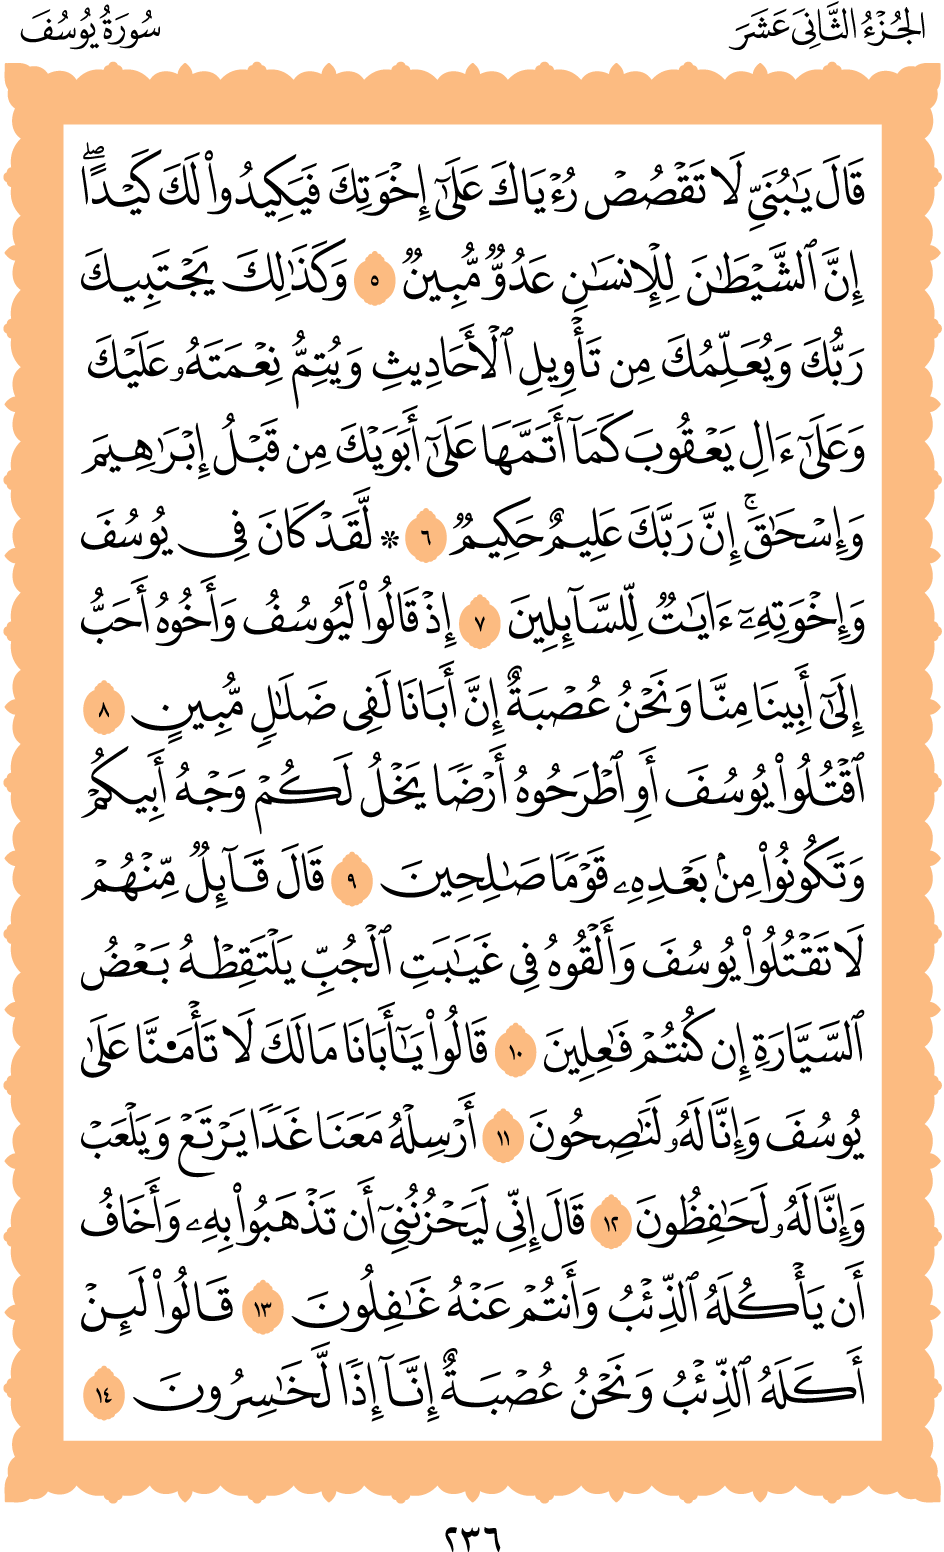 الجُزْءُ الثَّانِيَ عَشَرَ
سُورَةُ يُوسُفَ
قَالَ يَٰبُنَيَّ لَا تَقْصُصْ رُءْيَاكَ عَلَىٰٓ إِخْوَتِكَ فَيَكِيدُوا۟ لَكَ كَيْدًاۖ
إِنَّ ٱلشَّيْطَٰنَ لِلْإِنسَٰنِ عَدُوٌّ مُّبِينٌ ٥ وَكَذَٰلِكَ يَجْتَبِيكَ
رَبُّكَ وَيُعَلِّمُكَ مِن تَأْوِيلِ ٱلْأَحَادِيثِ وَيُتِمُّ نِعْمَتَهُۥ عَلَيْكَ
وَعَلَىٰٓ ءَالِ يَعْقُوبَ كَمَآ أَتَمَّهَا عَلَىٰٓ أَبَوَيْكَ مِن قَبْلُ إِبْرَٰهِيمَ
وَإِسْحَٰقَۚ إِنَّ رَبَّكَ عَلِيمٌ حَكِيمٌ ٦ * لَّقَدْ كَانَ فِي يُوسُفَ
وَإِخْوَتِهِۦٓ ءَايَٰتٌ لِّلسَّآئِلِينَ ٧ إِذْ قَالُوا۟ لَيُوسُفُ وَأَخُوهُ أَحَبُّ
إِلَىٰٓ أَبِينَا مِنَّا وَنَحْنُ عُصْبَةٌ إِنَّ أَبَانَا لَفِي ضَلَٰلٍ مُّبِينٍ ٨
ٱقْتُلُوا۟ يُوسُفَ أَوِ ٱطْرَحُوهُ أَرْضًا يَخْلُ لَكُمْ وَجْهُ أَبِيكُمْ
وَتَكُونُوا۟ مِنۢ بَعْدِهِۦ قَوْمًا صَٰلِحِينَ ٩ قَالَ قَآئِلٌ مِّنْهُمْ
لَا تَقْتُلُوا۟ يُوسُفَ وَأَلْقُوهُ فِي غَيَٰبَتِ ٱلْجُبِّ يَلْتَقِطْهُ بَعْضُ
ٱلسَّيَّارَةِ إِن كُنتُمْ فَٰعِلِينَ ١٠ قَالُوا۟ يَٰٓأَبَانَا مَالَكَ لَا تَأْمَ۬نَّا عَلَىٰ
يُوسُفَ وَإِنَّا لَهُۥ لَنَٰصِحُونَ ١١ أَرْسِلْهُ مَعَنَا غَدًا يَرْتَعْ وَيَلْعَبْ
وَإِنَّا لَهُۥ لَحَٰفِظُونَ ١٢ قَالَ إِنِّي لَيَحْزُنُنِيٓ أَن تَذْهَبُوا۟ بِهِۦ وَأَخَافُ
أَن يَأْكُلَهُ ٱلذِّئْبُ وَأَنتُمْ عَنْهُ غَٰفِلُونَ ١٣ قَالُوا۟ لَئِنْ
أَكَلَهُ ٱلذِّئْبُ وَنَحْنُ عُصْبَةٌ إِنَّآ إِذًا لَّخَٰسِرُونَ ١٤
٢٣٦